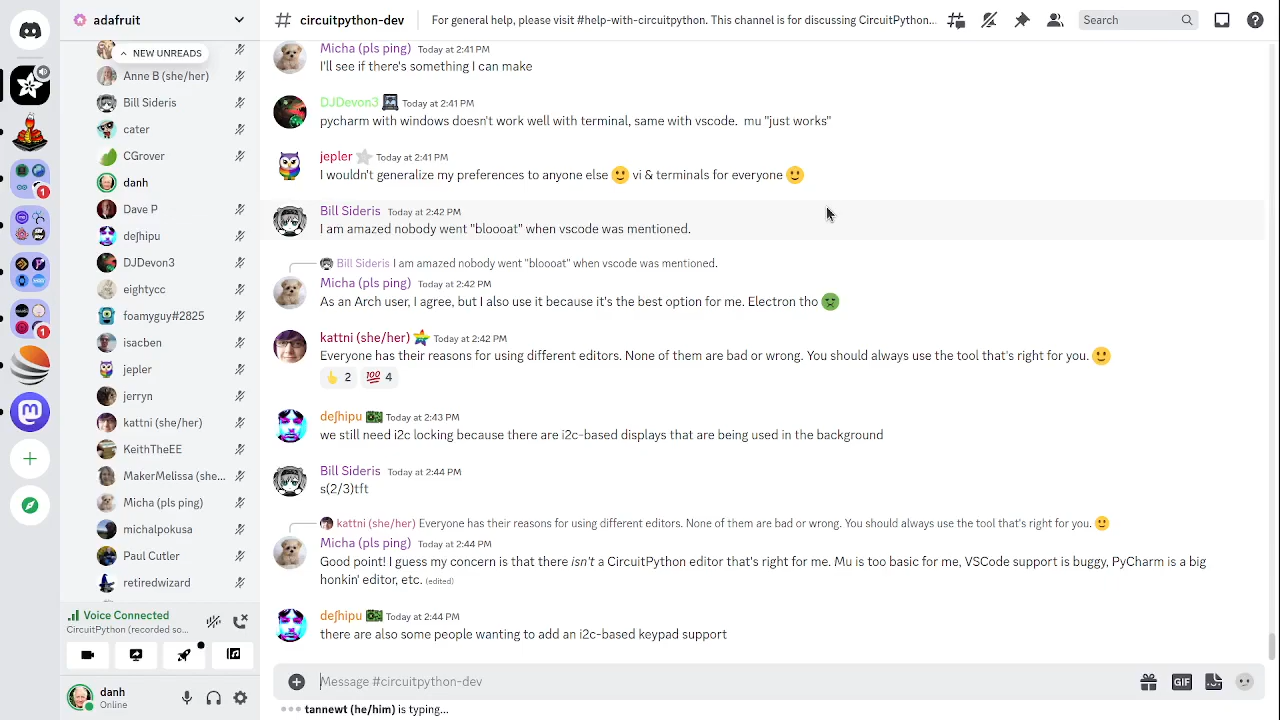 adafruit
NEW UNREADS
Anne B (she/her)
Bill Sideris
cater
CGrover
danh
Dave P
deʃhipu
DJDevon3
eightycc
foamyguy#2825
isacben
jepler
jerryn
kattni (she/her)
KeithTheEE
MakerMelissa (she...
Micha (pls ping)
michalpokusa
Paul Cutler
retiredwizard
Voice Connected
CircuitPython (recorded so...
danh
Online
1
1
# circuitpython-dev
For general help, please visit #help-with-circuitpython. This channel is for discussing CircuitPython...
Search
Micha (pls ping) Today at 2:41 PM
I'll see if there's something I can make
DJDevon3 Today at 2:41 PM
pycharm with windows doesn't work well with terminal, same with vscode. mu "just works"
jepler Today at 2:41 PM
I wouldn't generalize my preferences to anyone else 🙂 vi & terminals for everyone 🙂
Bill Sideris Today at 2:42 PM
I am amazed nobody went "bloooat" when vscode was mentioned.
Bill Sideris I am amazed nobody went "bloooat" when vscode was mentioned.
Micha (pls ping) Today at 2:42 PM
As an Arch user, I agree, but I also use it because it's the best option for me. Electron tho
kattni (she/her) Today at 2:42 PM
Everyone has their reasons for using different editors. None of them are bad or wrong. You should always use the tool that's right for you. 🙂
👆 2 💯 4
deʃhipu Today at 2:43 PM
we still need i2c locking because there are i2c-based displays that are being used in the background
Bill Sideris Today at 2:44 PM
s(2/3)tft
kattni (she/her) Everyone has their reasons for using different editors. None of them are bad or wrong. You should always use the tool that's right for you. 🙂
Micha (pls ping) Today at 2:44 PM
Good point! I guess my concern is that there isn't a CircuitPython editor that's right for me. Mu is too basic for me, VSCode support is buggy, PyCharm is a big
honkin' editor, etc. (edited)
deʃhipu Today at 2:44 PM
there are also some people wanting to add an i2c-based keypad support
Message #circuitpython-dev
GIF
tannewt (he/him) is typing...